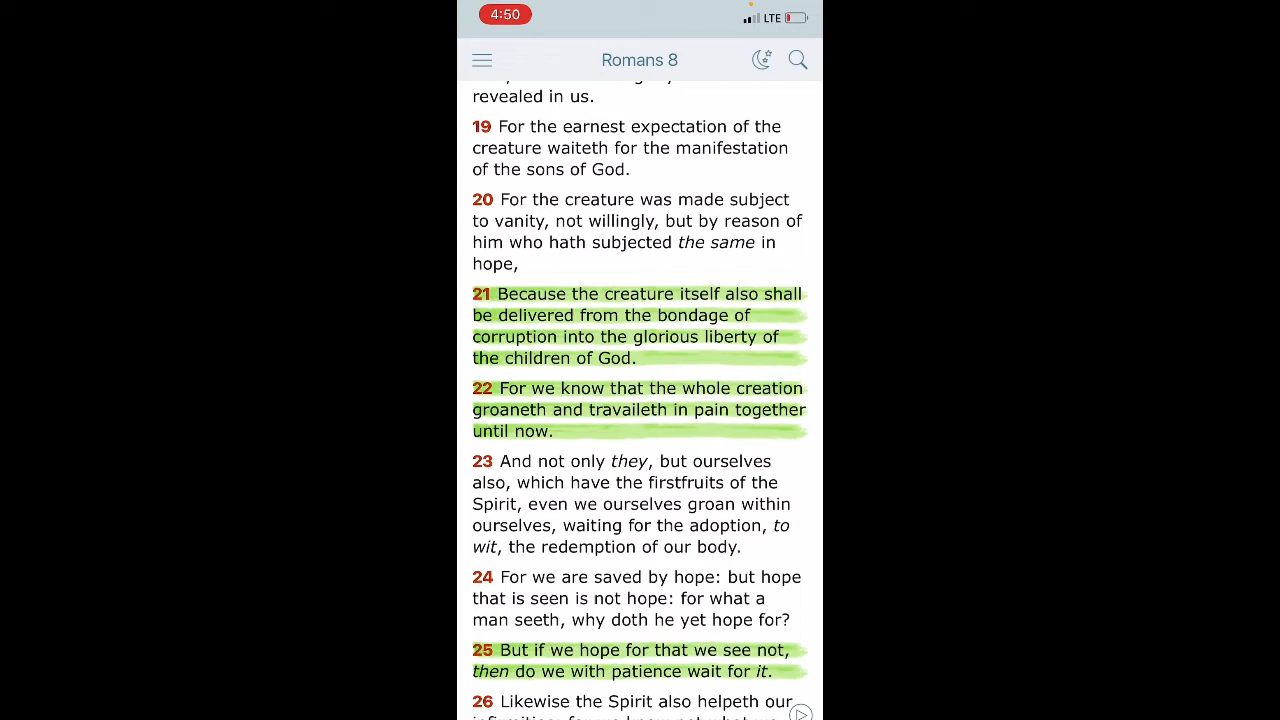 4:50
LTE
Romans 8
revealed in us.
19 For the earnest expectation of the
creature waiteth for the manifestation
of the sons of God.
20 For the creature was made subject
to vanity, not willingly, but by reason of
him who hath subjected the same in
hope,
21 Because the creature itself also shall
be delivered from the bondage of
corruption into the glorious liberty of
the children of God.
22 For we know that the whole creation
groaneth and travaileth in pain together
until now.
23 And not only they, but ourselves
also, which have the firstfruits of the
Spirit, even we ourselves groan within
ourselves, waiting for the adoption, to
wit, the redemption of our body.
24 For we are saved by hope: but hope
that is seen is not hope: for what a
man seeth, why doth he yet hope for?
25 But if we hope for that we see not,
then do we with patience wait for it.
26 Likewise the Spirit also helpeth our